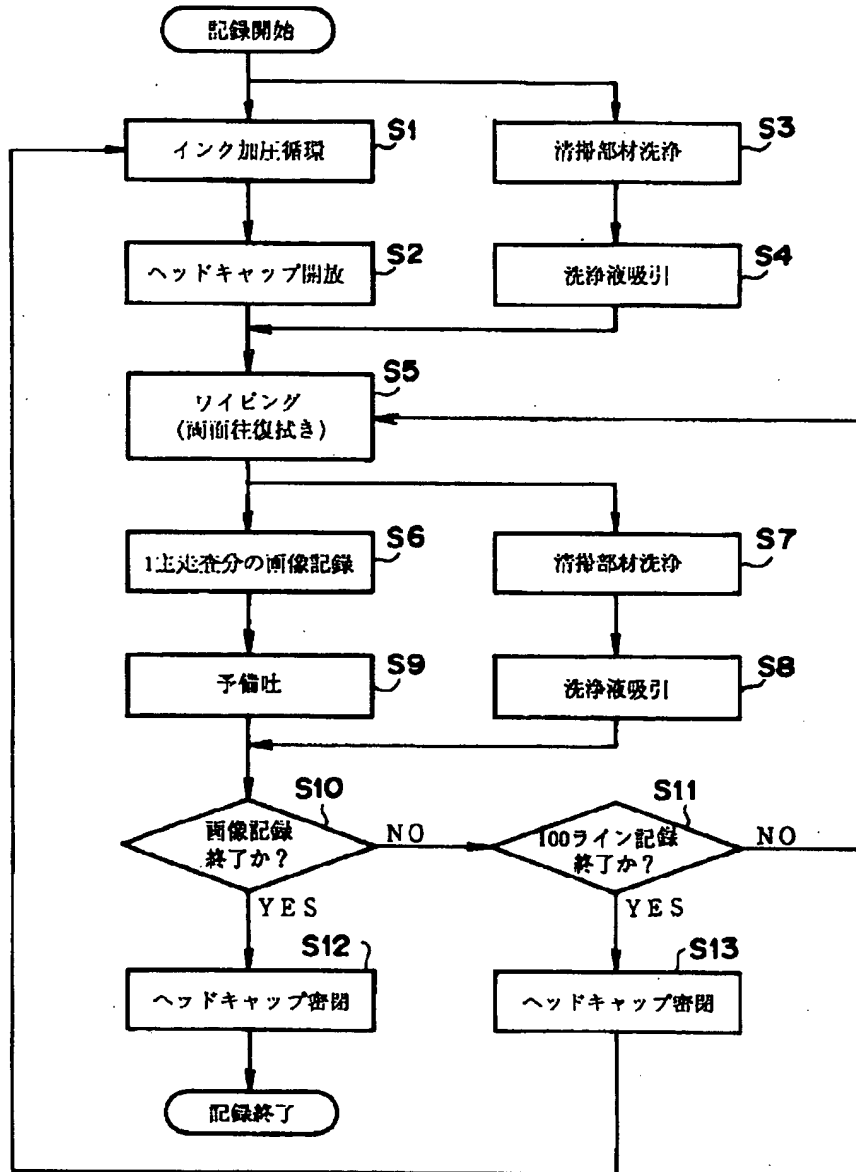 記録開始
S1
インク加圧循環
S3
清掃部材洗浄
S2
ヘッドキャップ開放
S4
洗浄液吸引
S5
ワイピング
(両面往復拭き)
S6
1主走査分の画像記録
S7
清掃部材洗浄
S9
予備吐
S8
洗浄液吸引
S10
画像記録
終了か?
NO
S11
100ライン記録
終了か?
NO
YES
YES
S12
ヘッドキャップ密閉
S13
ヘッドキャップ密閉
記録終了